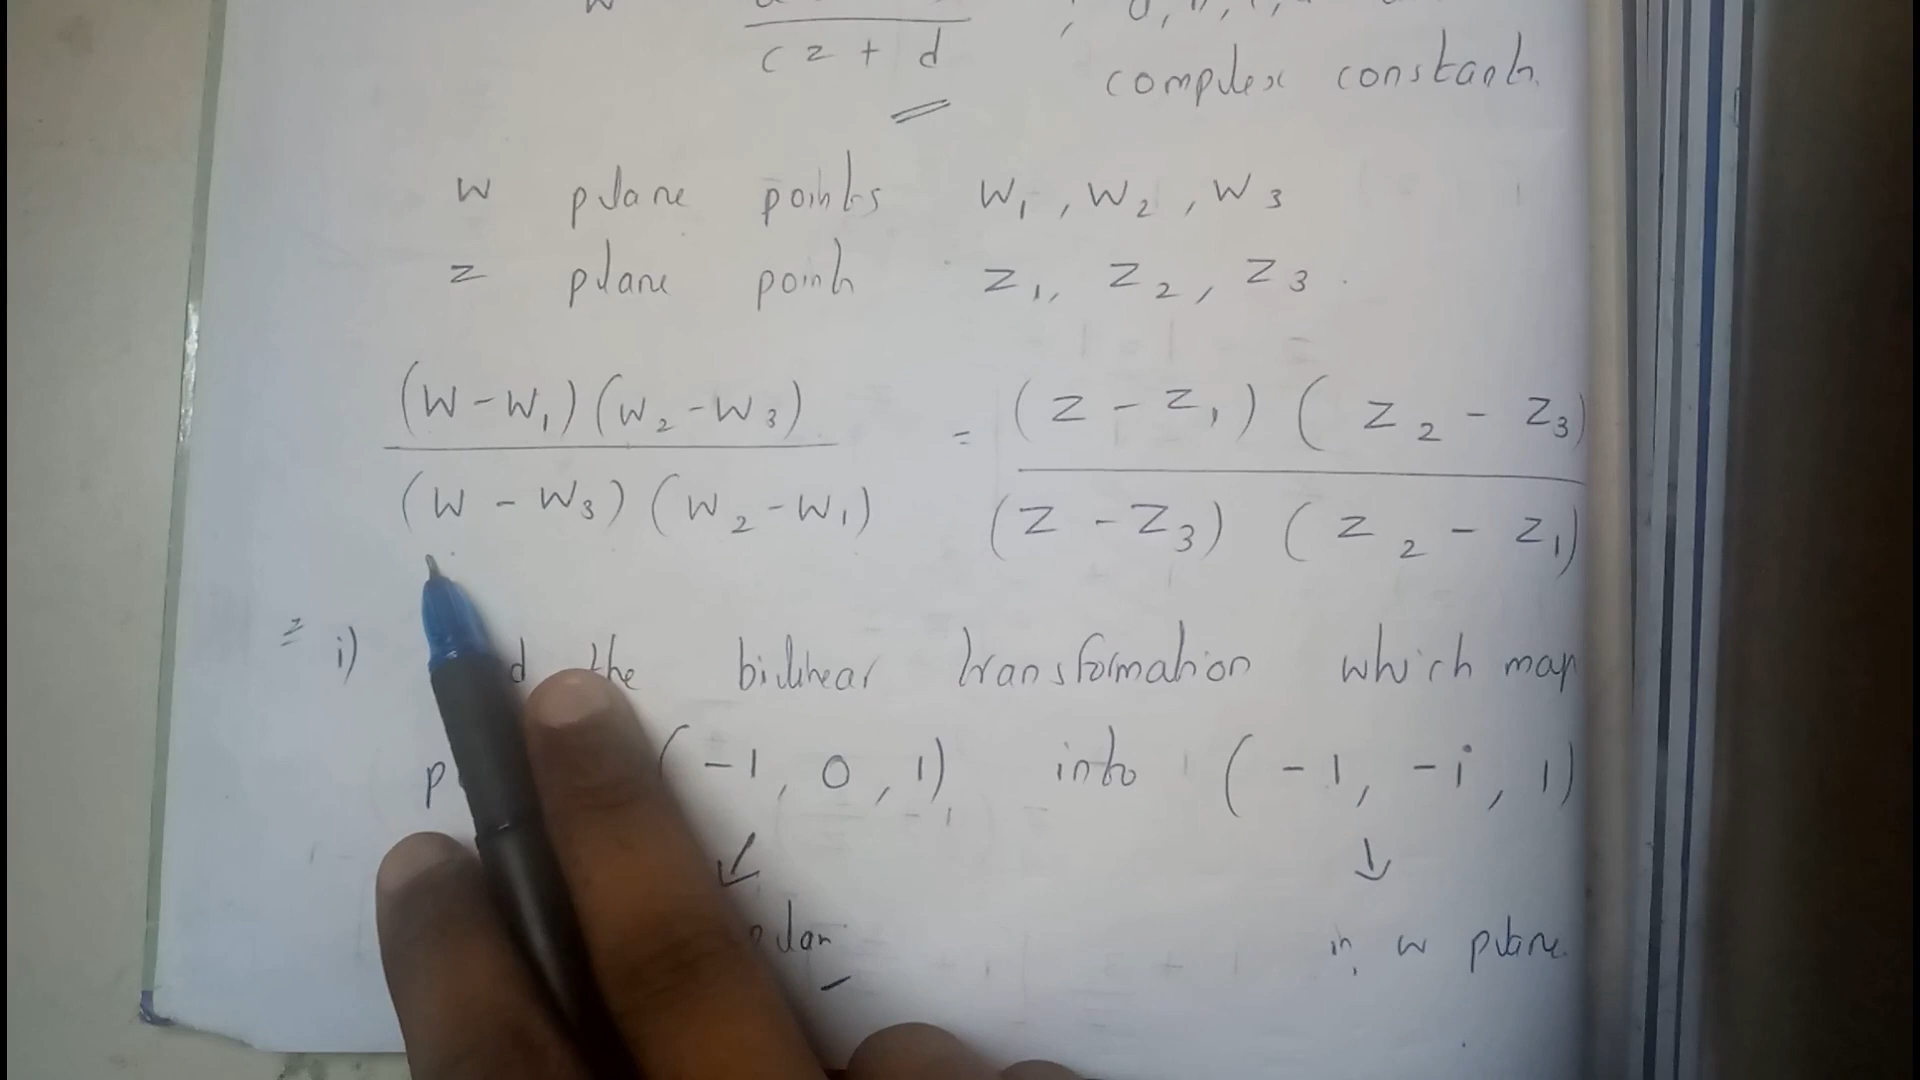 w
cz + d
complex constants.
w plane points w₁, w₂, w₃
z plane points z₁, z₂, z₃.
(w - w₁)(w₂ - w₃) = (z - z₁)(z₂ - z₃)
(w - w₃)(w₂ - w₁) (z - z₃)(z₂ - z₁)
i) the bilinear transformation which map
(-1, 0, 1) into (-1, -i, 1)
in w plane.